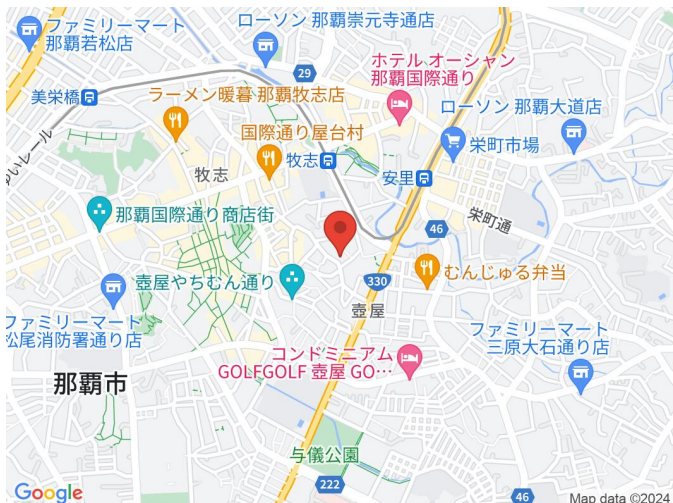 ファミリーマート
那覇若松店
ローソン 那覇崇元寺通店
29
ホテル オーシャン
那覇国際通り
美栄橋
ラーメン暖暮 那覇牧志店
ローソン 那覇大道店
国際通り屋台村
栄町市場
牧志
牧志
安里
いレール
栄町通
那覇国際通り商店街
46
壺屋やちむん通り
330
むんじゅる弁当
壺屋
ファミリーマート
松尾消防署通り店
ファミリーマート
三原大石通り店
コンドミニアム
GOLFGOLF 壺屋 GO…
那覇市
与儀公園
222
46
Google
Map data ©2024